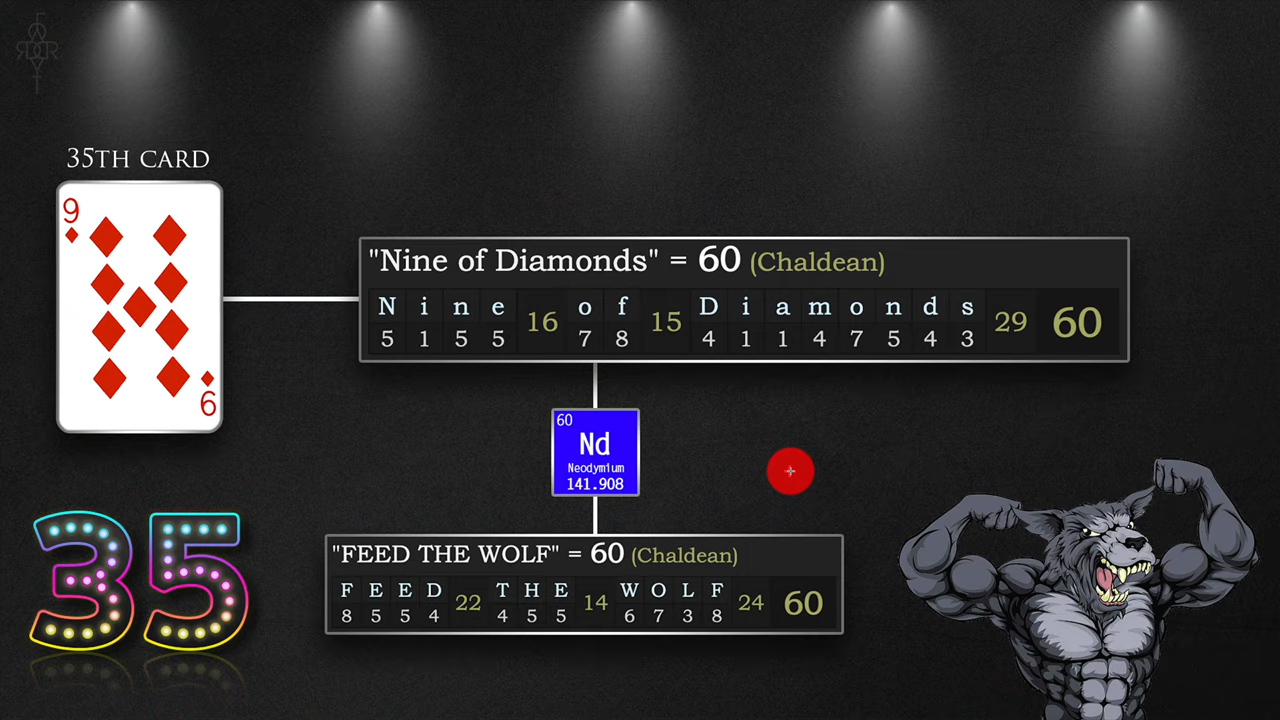 35TH CARD
9
6
"Nine of Diamonds" = 60 (Chaldean)
N i n e 16 o f 15 D i a m o n d s 29 60
5 1 5 5 7 8 4 1 1 4 7 5 4 3
60
Nd
Neodymium
141.908
35
"FEED THE WOLF" = 60 (Chaldean)
F E E D 22 T H E 14 W O L F 24 60
8 5 5 4 4 5 5 6 7 3 8